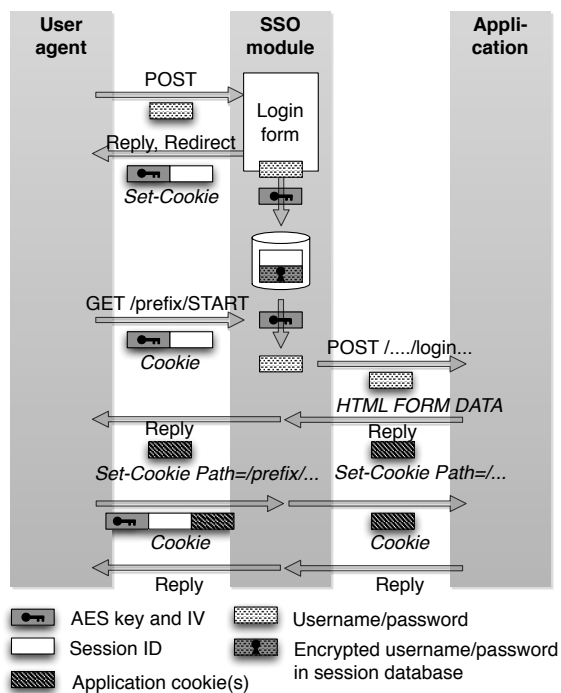 User
agent
SSO
module
Appli-
cation
POST
Login
form
Reply, Redirect
Set-Cookie
GET /prefix/START
Cookie
POST /..../login...
HTML FORM DATA
Reply
Reply
Set-Cookie Path=/prefix/...
Set-Cookie Path=/...
Cookie
Cookie
Reply
Reply
AES key and IV
Username/password
Session ID
Encrypted username/password
in session database
Application cookie(s)